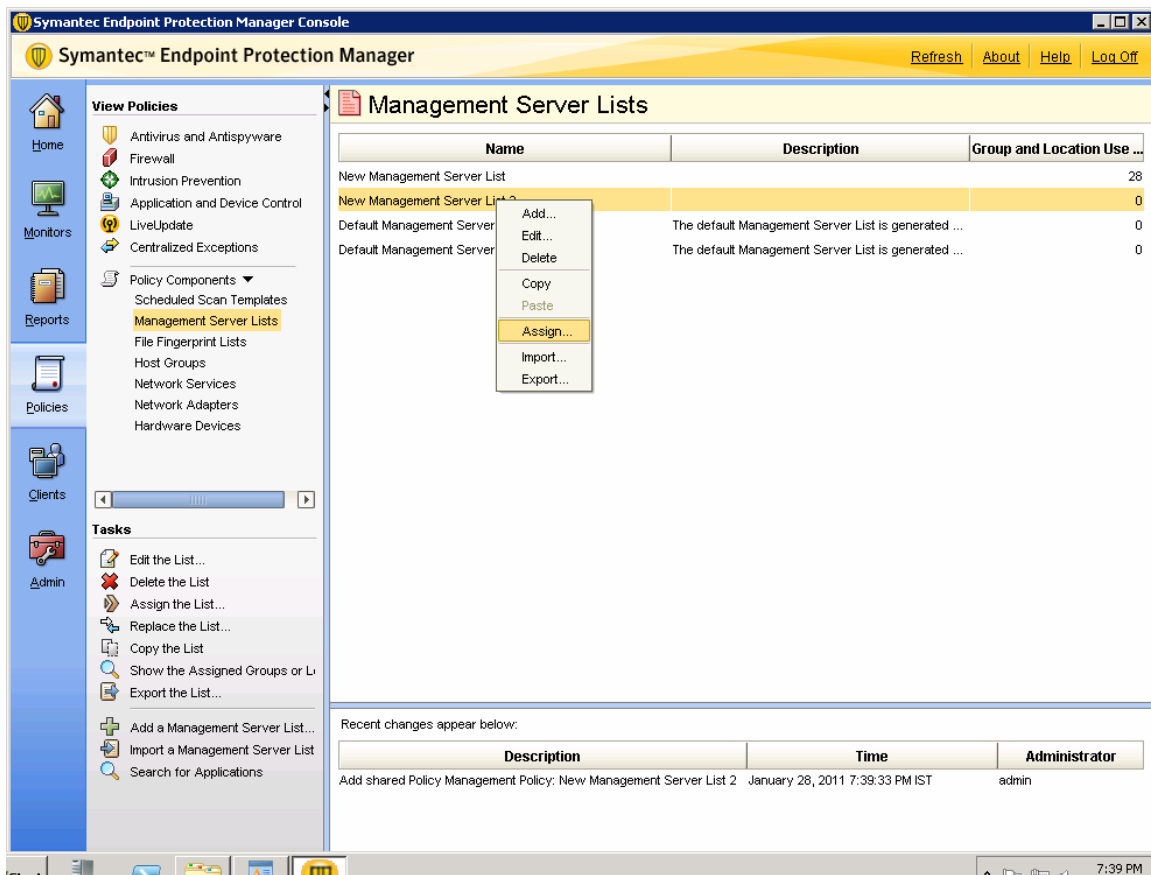 Symantec Endpoint Protection Manager Console
Symantec™ Endpoint Protection Manager
Refresh About Help Log Off
Home
Monitors
Reports
Policies
Clients
Admin
View Policies
Antivirus and Antispyware
Firewall
Intrusion Prevention
Application and Device Control
LiveUpdate
Centralized Exceptions
Policy Components
Scheduled Scan Templates
Management Server Lists
File Fingerprint Lists
Host Groups
Network Services
Network Adapters
Hardware Devices
Tasks
Edit the List...
Delete the List
Assign the List...
Replace the List...
Copy the List
Show the Assigned Groups or L
Export the List...
Add a Management Server List...
Import a Management Server List
Search for Applications
Management Server Lists
Name Description Group and Location Use ...
New Management Server List 28
New Management Server List 0
Default Management Server The default Management Server List is generated ... 0
Default Management Server The default Management Server List is generated ... 0
Add...
Edit...
Delete
Copy
Paste
Assign...
Import...
Export...
Recent changes appear below:
Description Time Administrator
Add shared Policy Management Policy: New Management Server List 2 January 28, 2011 7:39:33 PM IST admin
7:39 PM